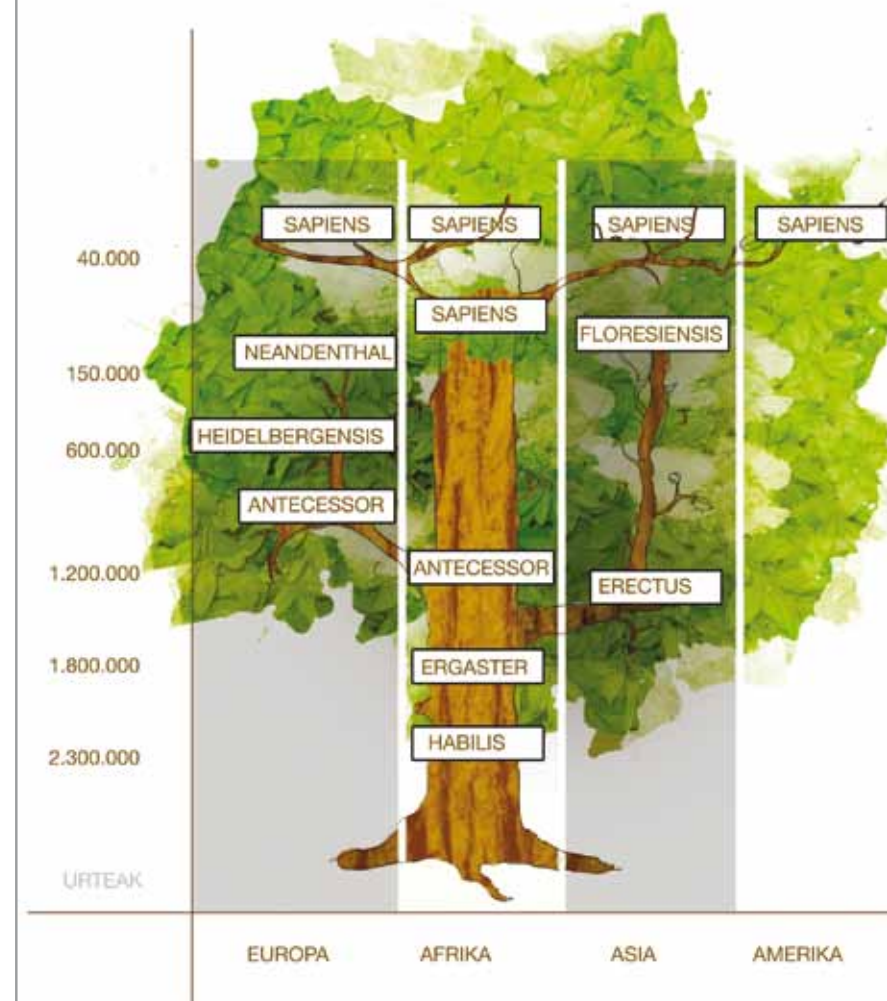 SAPIENS SAPIENS SAPIENS SAPIENS
40.000
SAPIENS
FLORESIENSIS
NEANDENTHAL
150.000
HEIDELBERGENSIS
600.000
ANTECESSOR
ANTECESSOR
1.200.000
ERECTUS
1.800.000
ERGASTER
HABILIS
2.300.000
URTEAK
EUROPA AFRIKA ASIA AMERIKA